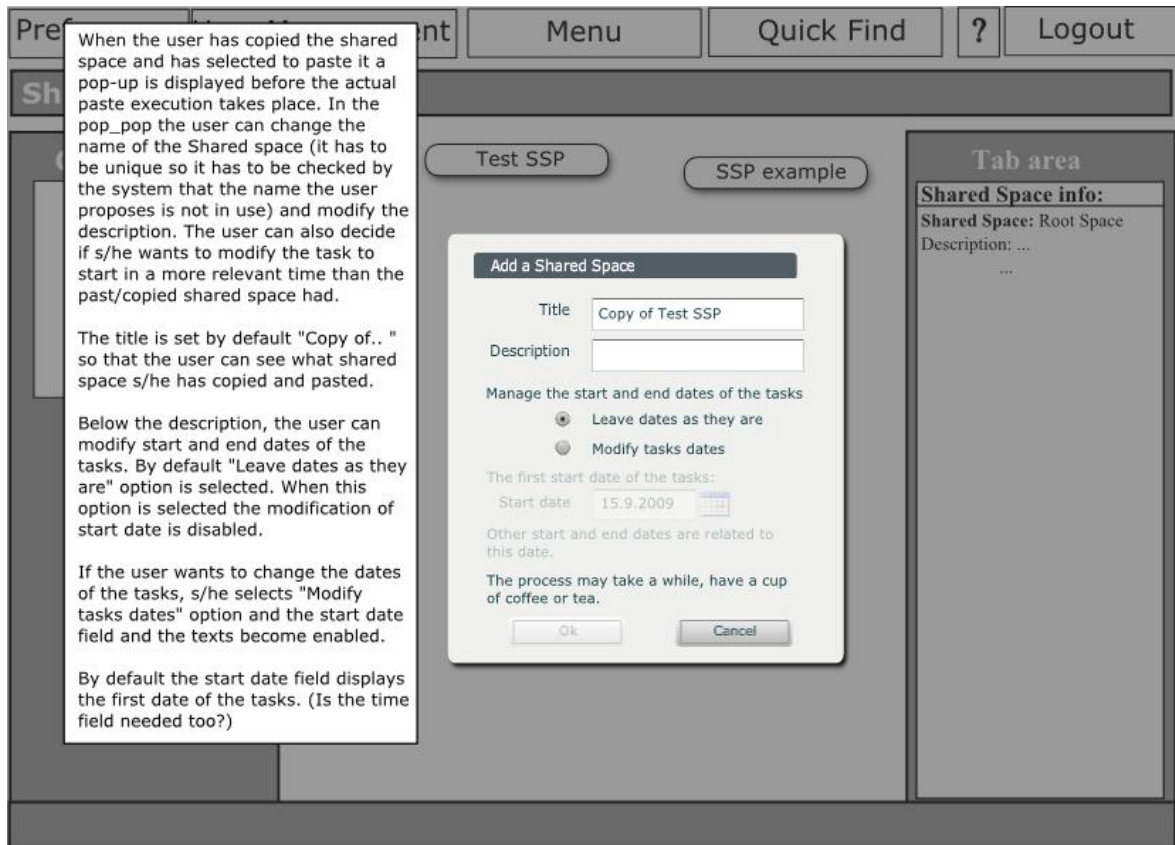 Pref
nt
Menu
Quick Find
?
Logout
Sh
When the user has copied the shared
space and has selected to paste it a
pop-up is displayed before the actual
paste execution takes place. In the
pop_pop the user can change the
name of the Shared space (it has to
be unique so it has to be checked by
the system that the name the user
proposes is not in use) and modify the
description. The user can also decide
if s/he wants to modify the task to
start in a more relevant time than the
past/copied shared space had.
The title is set by default "Copy of.. "
so that the user can see what shared
space s/he has copied and pasted.
Below the description, the user can
modify start and end dates of the
tasks. By default "Leave dates as they
are" option is selected. When this
option is selected the modification of
start date is disabled.
If the user wants to change the dates
of the tasks, s/he selects "Modify
tasks dates" option and the start date
field and the texts become enabled.
By default the start date field displays
the first date of the tasks. (Is the time
field needed too?)
Test SSP
SSP example
Add a Shared Space
Title
Copy of Test SSP
Description
Manage the start and end dates of the tasks
Leave dates as they are
Modify tasks dates
The first start date of the tasks:
Start date
15.9.2009
Other start and end dates are related to
this date.
The process may take a while, have a cup
of coffee or tea.
Ok
Cancel
Tab area
Shared Space info:
Shared Space: Root Space
Description: ...
...